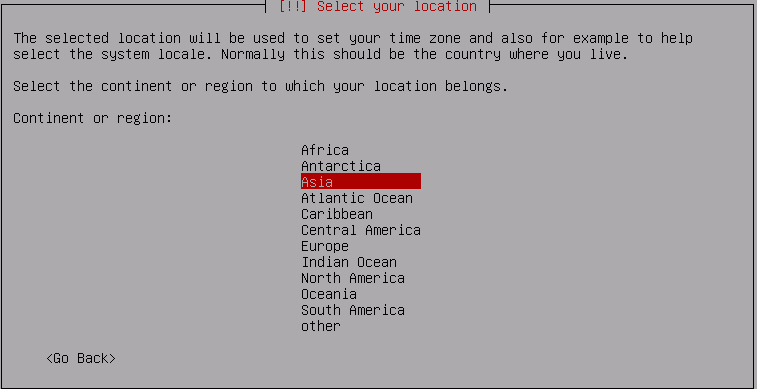 [!!] Select your location
The selected location will be used to set your time zone and also for example to help
select the system locale. Normally this should be the country where you live.
Select the continent or region to which your location belongs.
Continent or region:
Africa
Antarctica
Asia
Atlantic Ocean
Caribbean
Central America
Europe
Indian Ocean
North America
Oceania
South America
other
<Go Back>